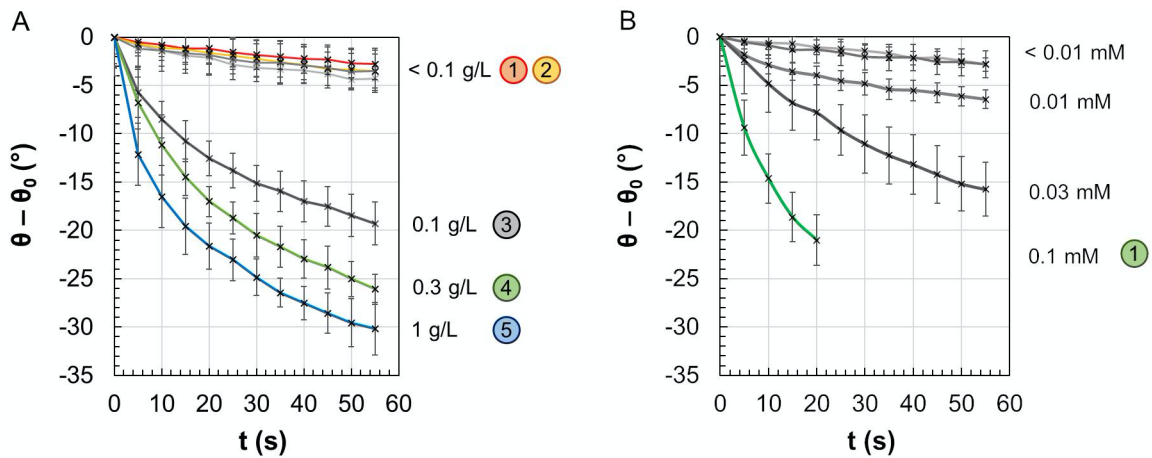 A
0
-5
-10
-15
-20
-25
-30
-35
θ – θ0 (°)
0 10 20 30 40 50 60
t (s)
< 0.1 g/L 1 2
0.1 g/L 3
0.3 g/L 4
1 g/L 5
B
0
-5
-10
-15
-20
-25
-30
-35
θ – θ0 (°)
0 10 20 30 40 50 60
t (s)
< 0.01 mM
0.01 mM
0.03 mM
0.1 mM 1